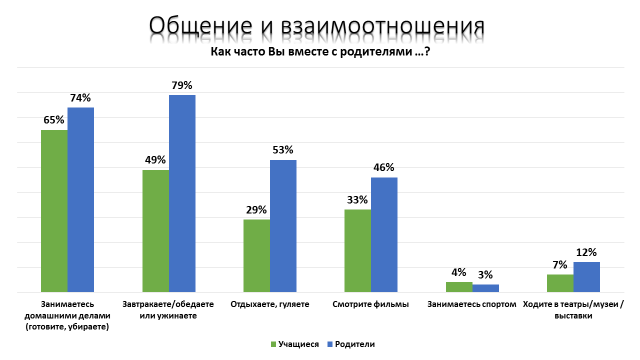 Общение и взаимоотношения
Как часто Вы вместе с родителями ...?
65%
74%
49%
79%
29%
53%
33%
46%
4%
3%
7%
12%
Занимаетесь
домашними делами
(готовите, убираете)
Завтракаете/обедаете
или ужинаете
Отдыхаете, гуляете
Смотрите фильмы
Занимаетесь спортом
Ходите в театры/музеи /
выставки
Учащиеся
Родители